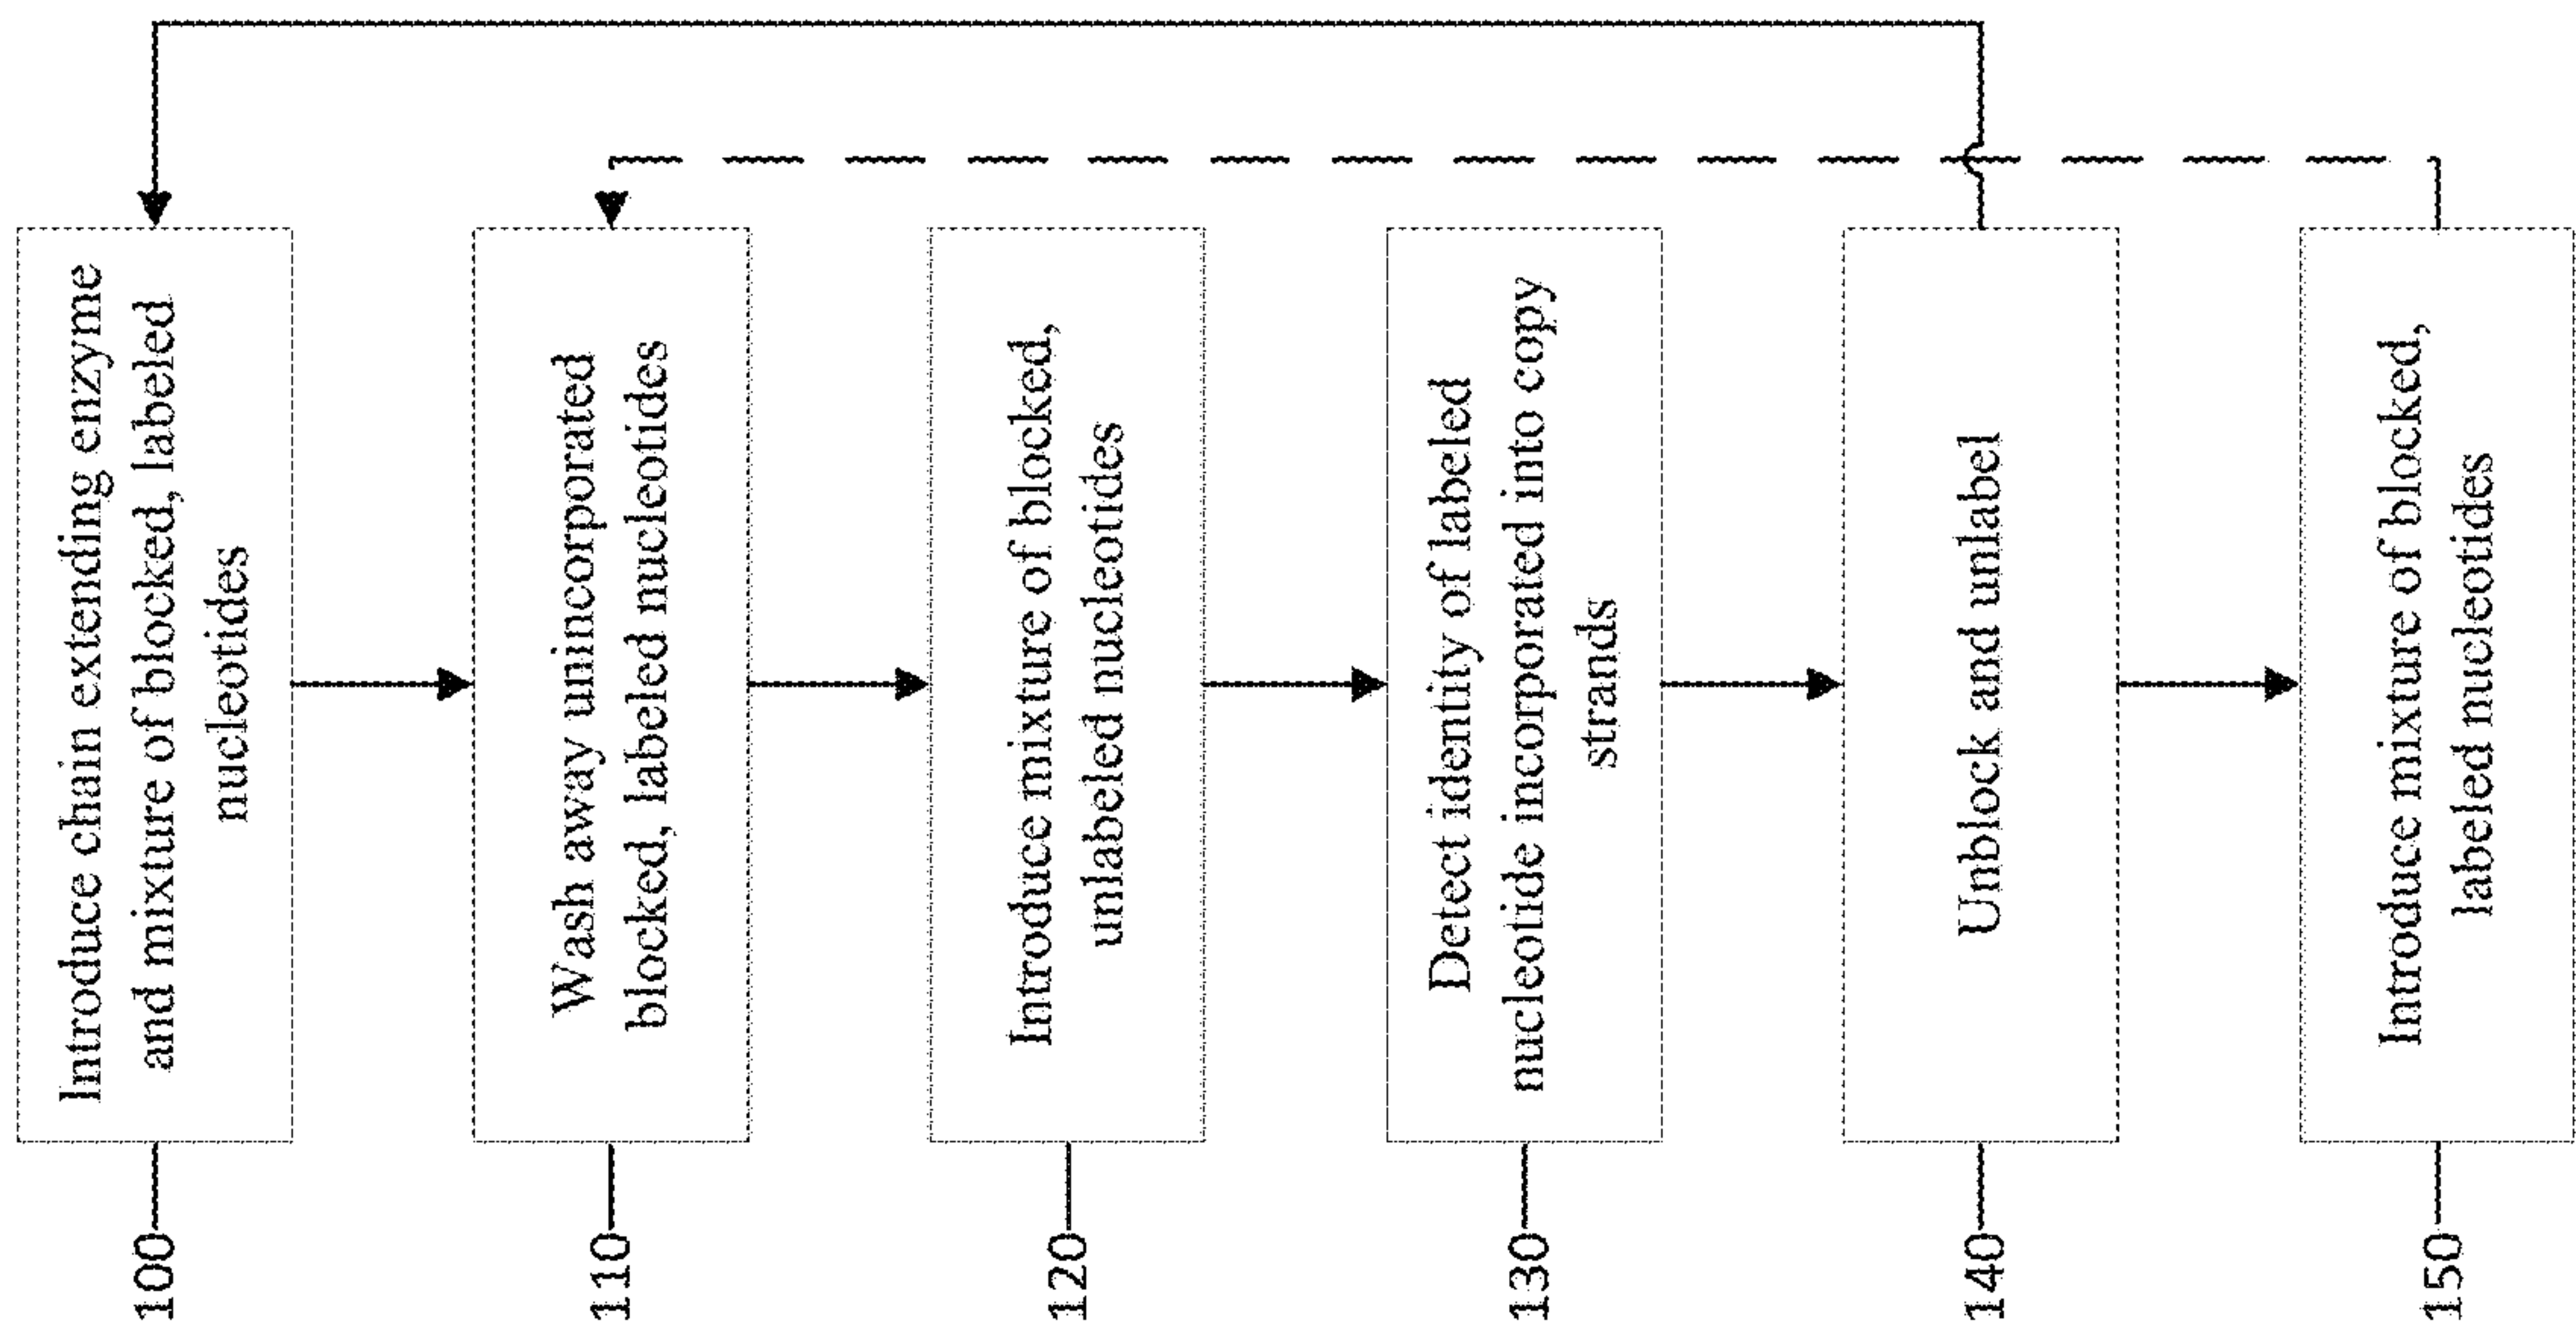 100
Introduce chain extending enzyme
and mixture of blocked, labeled
nucleotides
110
Wash away unincorporated
blocked, labeled nucleotides
120
Introduce mixture of blocked,
unlabeled nucleotides
130
Detect identity of labeled
nucleotide incorporated into copy
strands
140
Unblock and unlabel
150
Introduce mixture of blocked,
labeled nucleotides